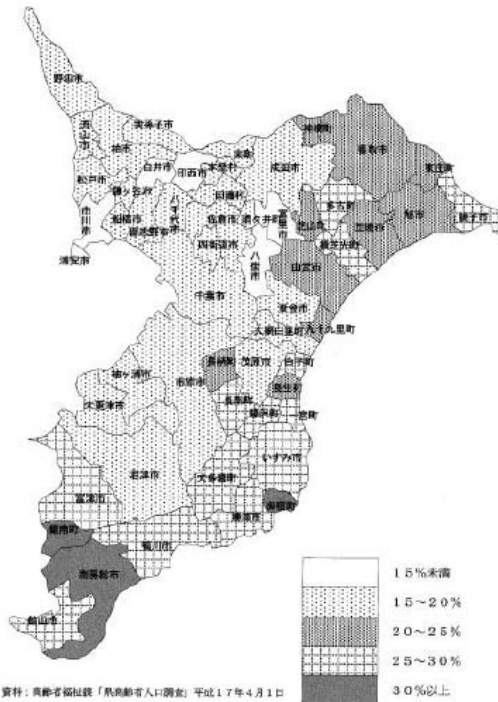 野田市
流山市
柏市
我孫子市
松戸市
鎌ヶ谷市
白井市
印西市
本埜村
栄町
成田市
神崎町
香取市
東庄町
銚子市
旭市
匝瑳市
多古町
横芝光町
芝山町
富里市
山武市
市川市
船橋市
八千代市
習志野市
浦安市
佐倉市
印旛村
酒々井町
四街道市
八街市
千葉市
東金市
大網白里町
九十九里町
袖ヶ浦市
市原市
長柄町
茂原市
白子町
長生村
木更津市
長南町
睦沢町
一宮町
君津市
いすみ市
大多喜町
富津市
勝浦市
御宿町
鋸南町
鴨川市
南房総市
館山市
15%未満
15~20%
20~25%
25~30%
30%以上
資料:高齢者福祉課「県高齢者人口調査」平成17年4月1日